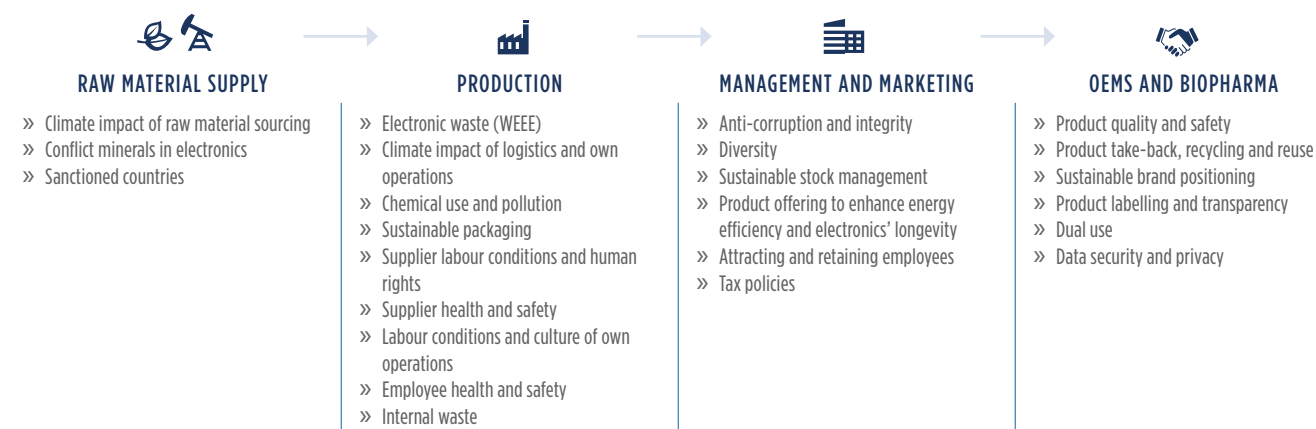 RAW MATERIAL SUPPLY
» Climate impact of raw material sourcing
» Conflict minerals in electronics
» Sanctioned countries
PRODUCTION
» Electronic waste (WEEE)
» Climate impact of logistics and own
operations
» Chemical use and pollution
» Sustainable packaging
» Supplier labour conditions and human
rights
» Supplier health and safety
» Labour conditions and culture of own
operations
» Employee health and safety
» Internal waste
MANAGEMENT AND MARKETING
» Anti-corruption and integrity
» Diversity
» Sustainable stock management
» Product offering to enhance energy
efficiency and electronics’ longevity
» Attracting and retaining employees
» Tax policies
OEMS AND BIOPHARMA
» Product quality and safety
» Product take-back, recycling and reuse
» Sustainable brand positioning
» Product labelling and transparency
» Dual use
» Data security and privacy